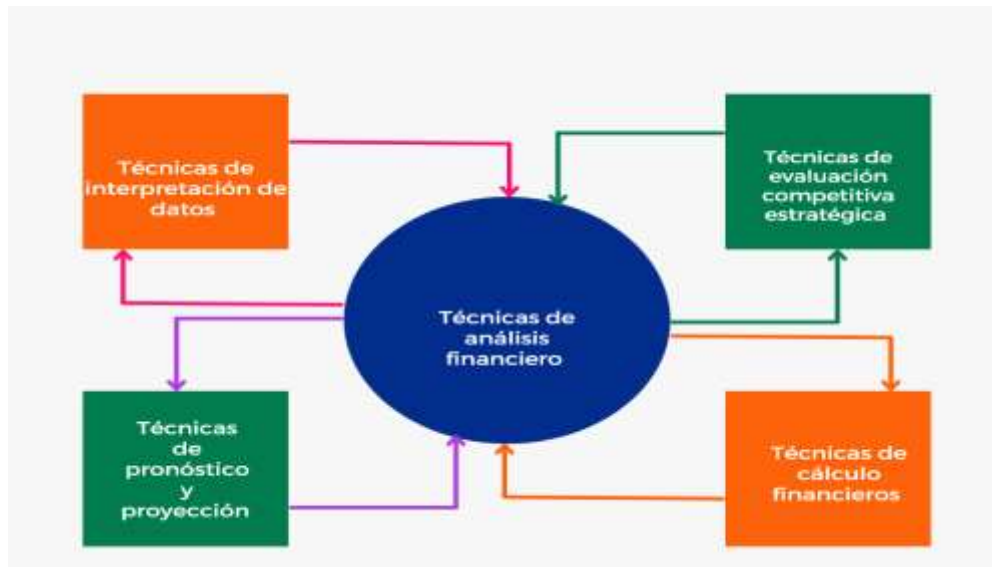 Técnicas de
interpretación de
datos
Técnicas de
evaluación
competitiva
estratégica
Técnicas de
análisis
financiero
Técnicas
de
pronóstico
y
proyección
Técnicas de
cálculo
financieros